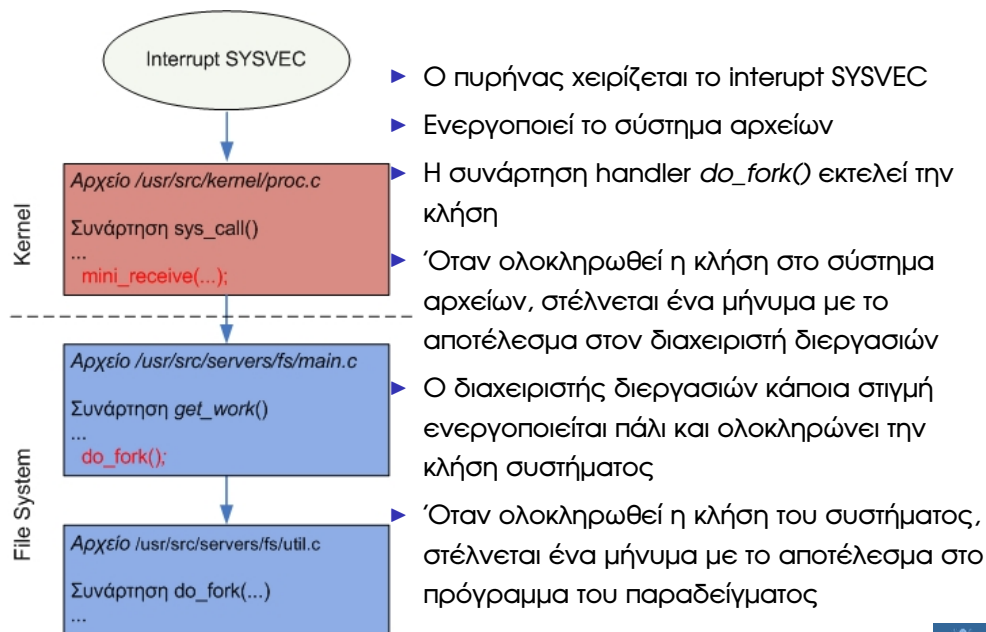 Interrupt SYSVEC
Kernel
Αρχείο /usr/src/kernel/proc.c
Συνάρτηση sys_call()
...
mini_receive(...);
File System
Αρχείο /usr/src/servers/fs/main.c
Συνάρτηση get_work()
...
do_fork();
Αρχείο /usr/src/servers/fs/util.c
Συνάρτηση do_fork(...)
...
Ο πυρήνας χειρίζεται το interupt SYSVEC
Ενεργοποιεί το σύστημα αρχείων
Η συνάρτηση handler do_fork() εκτελεί την
κλήση
Όταν ολοκληρωθεί η κλήση στο σύστημα
αρχείων, στέλνεται ένα μήνυμα με το
αποτέλεσμα στον διαχειριστή διεργασιών
Ο διαχειριστής διεργασιών κάποια στιγμή
ενεργοποιείται πάλι και ολοκληρώνει την
κλήση συστήματος
Όταν ολοκληρωθεί η κλήση του συστήματος,
στέλνεται ένα μήνυμα με το αποτέλεσμα στο
πρόγραμμα του παραδείγματος